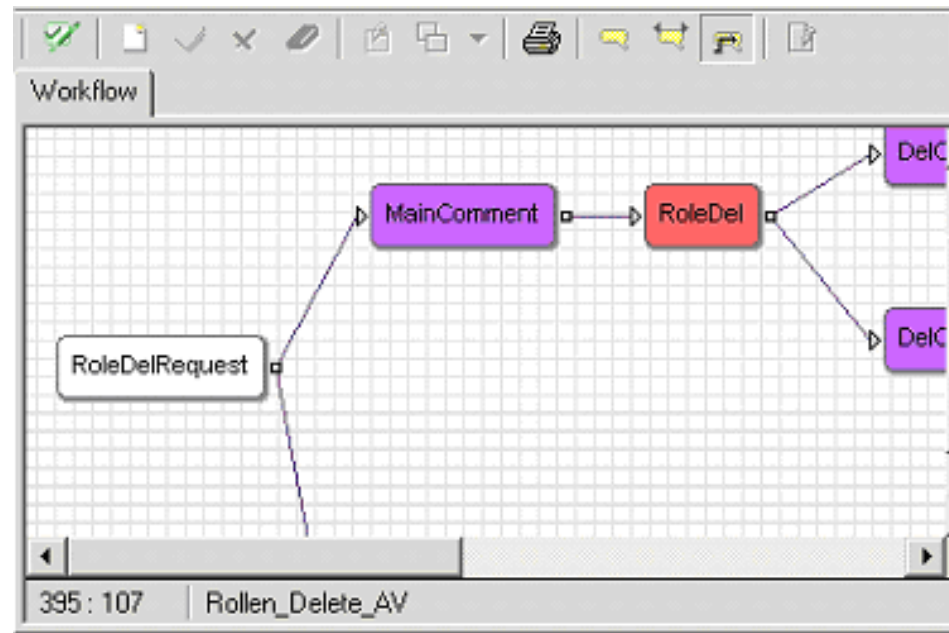 Workflow
MainComment
RoleDel
RoleDelRequest
395 : 107
Rollen_Delete_AV